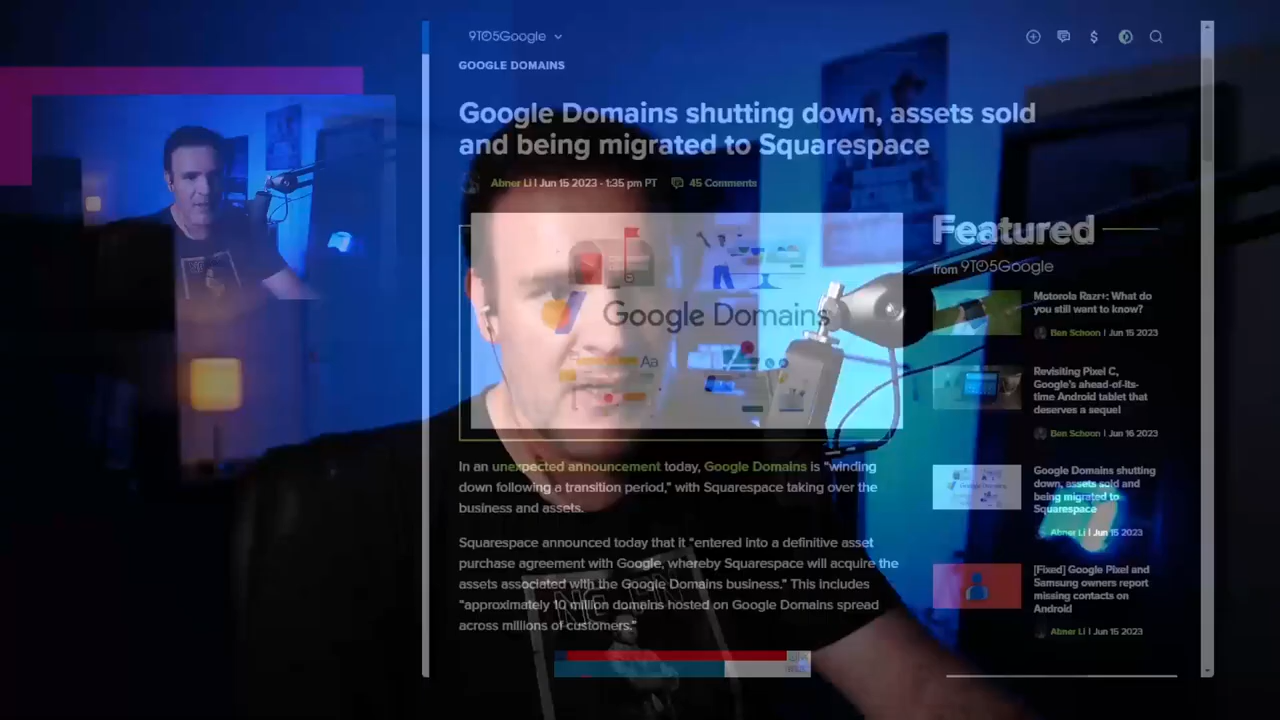 9TO5Google
GOOGLE DOMAINS
Google Domains shutting down, assets sold
and being migrated to Squarespace
Abner Li | Jun 15 2023 - 1:35 pm PT
45 Comments
Google Domains
Aa
In an unexpected announcement today, Google Domains is "winding
down following a transition period," with Squarespace taking over the
business and assets.
Squarespace announced today that it "entered into a definitive asset
purchase agreement with Google, whereby Squarespace will acquire the
assets associated with the Google Domains business." This includes
"approximately 10 million domains hosted on Google Domains spread
across millions of customers."
Featured
from 9TO5Google
Motorola Razr+: What do
you still want to know?
Ben Schoon | Jun 15 2023
Revisiting Pixel C,
Google's ahead-of-its-
time Android tablet that
deserves a sequel
Ben Schoon | Jun 16 2023
Google Domains shutting
down, assets sold and
being migrated to
Squarespace
Abner Li | Jun 15 2023
[Fixed] Google Pixel and
Samsung owners report
missing contacts on
Android
Abner Li | Jun 15 2023